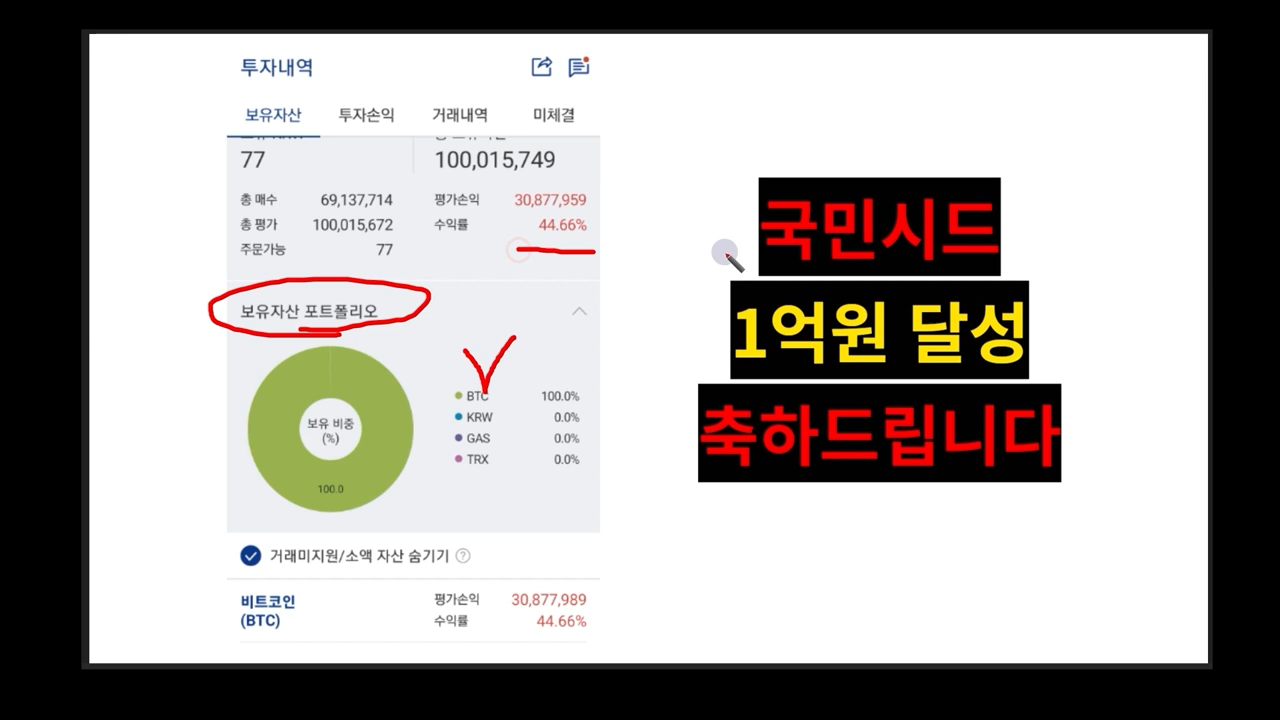 투자내역
보유자산 투자손익 거래내역 미체결
77 100,015,749
총 매수 69,137,714 평가손익 30,877,959
총 평가 100,015,672 수익률 44.66%
주문가능 77
보유자산 포트폴리오
보유 비중
(%)
100.0
BTC 100.0%
KRW 0.0%
GAS 0.0%
TRX 0.0%
거래미지원/소액 자산 숨기기 ?
비트코인
(BTC)
평가손익 30,877,989
수익률 44.66%
국민시드
1억원 달성
축하드립니다